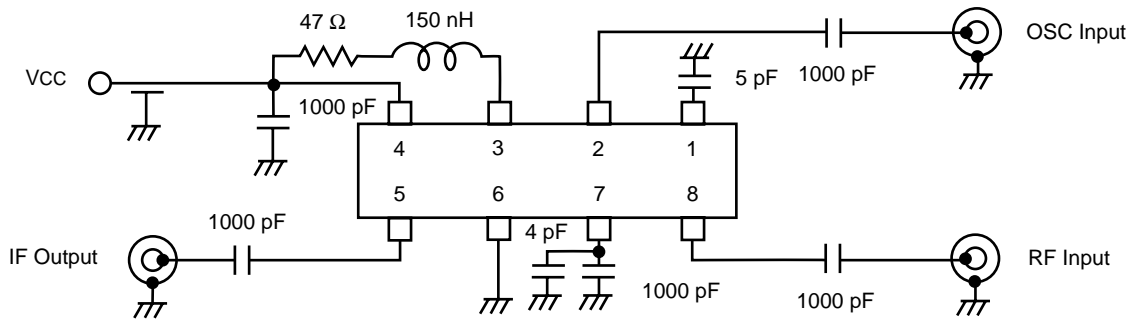 47 Ω
150 nH
OSC Input
VCC
1000 pF
5 pF
1000 pF
4
3
2
1
5
6
7
8
1000 pF
4 pF
IF Output
1000 pF
1000 pF
RF Input